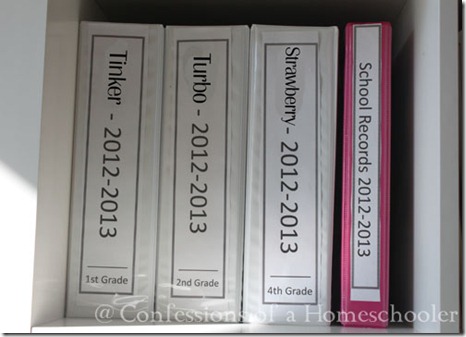 Tinker - 2012-2013
1st Grade
Turbo - 2012-2013
2nd Grade
Strawberry- 2012-2013
4th Grade
School Records 2012-2013
@ Confessions of a Homeschooler